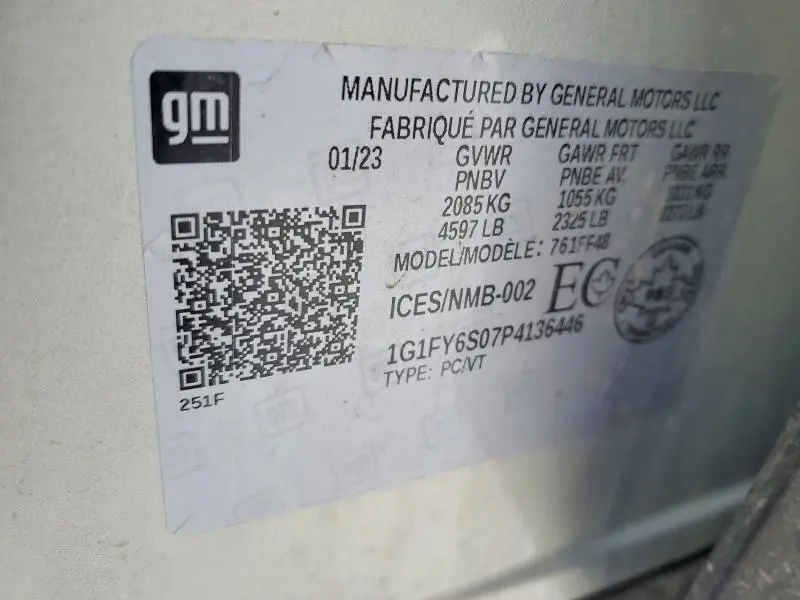 gm
MANUFACTURED BY GENERAL MOTORS LLC
FABRIQUÉ PAR GENERAL MOTORS LLC
01/23 GVWR GAWR FRT GAWR RR
PNBV PNBE AV. PNBE ARR.
2085 KG 1055 KG
4597 LB 2325 LB
MODEL/MODÈLE: 761FF48
ICES/NMB-002 EC
1G1FY6S07P4136446
TYPE: PC/VT
251F